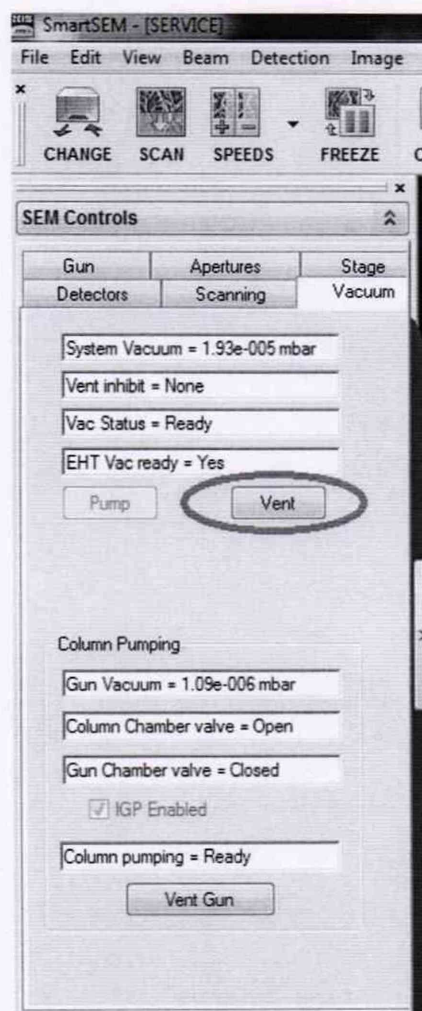 SmartSEM - [SERVICE]
File Edit View Beam Detection Image
CHANGE SCAN SPEEDS FREEZE
SEM Controls
Gun Apertures Stage
Detectors Scanning Vacuum
System Vacuum = 1.93e-005 mbar
Vent inhibit = None
Vac Status = Ready
EHT Vac ready = Yes
Pump Vent
Column Pumping
Gun Vacuum = 1.09e-006 mbar
Column Chamber valve = Open
Gun Chamber valve = Closed
IGP Enabled
Column pumping = Ready
Vent Gun